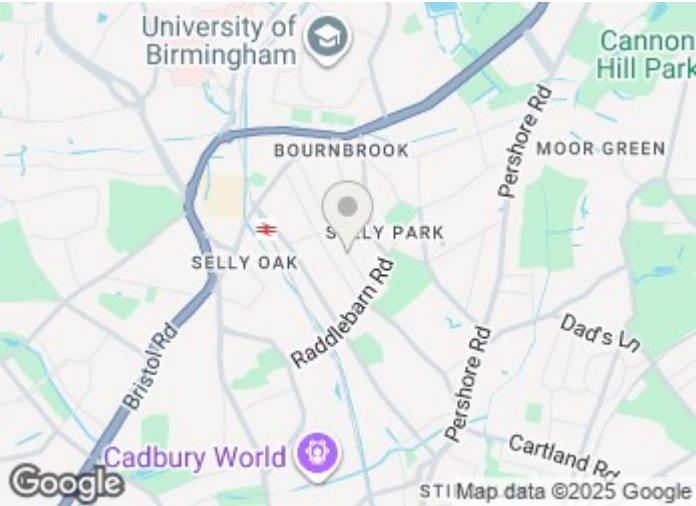 University of
Birmingham
Cannon
Hill Park
Pershore Rd
BOURNBROOK
MOOR GREEN
SELLY PARK
SELLY OAK
Raddlebarn Rd
Dad's Ln
Bristol Rd
Pershore Rd
Cartland Rd
Cadbury World
Google
STI
Map data ©2025 Google